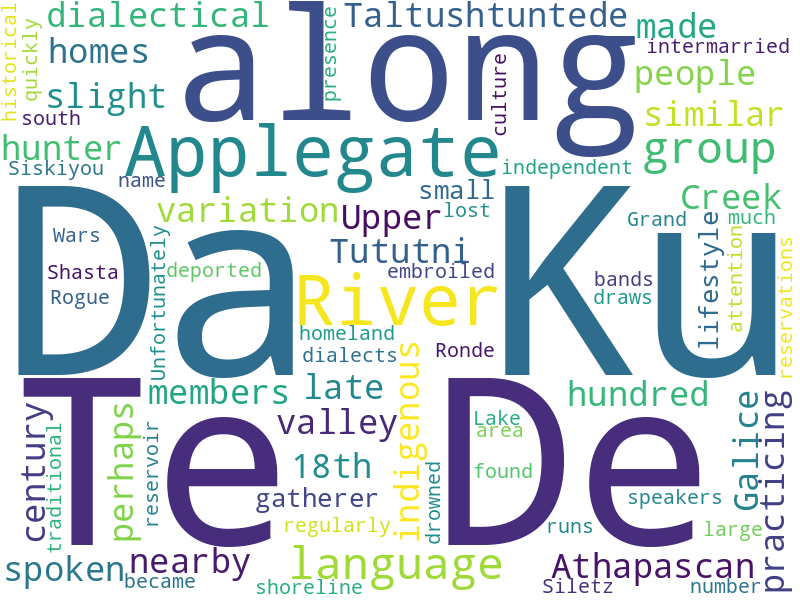 dialectical
Taltushtuntede
made
historical
quickly
homes
along
presence
intermarried
people
slight
culture
similar
south
hunter
Applegate
group
Siskiyou
name
independent
small
Creek
variation
Upper
lost
Grand
much
Da Ku
Wars
Unfortunately
Tututni
lifestyle
attention
reservations
Shasta
deported
embroiled
bands
Rogue
River
draws
homeland
dialects
Ronde
indigenous
Te De
members
late
hundred
century
traditional
perhaps
reservoir
valley
Lake
area
Galice
practicing
18th
drowned
found
gatherer
speakers
regularly
runs
large
spoken
nearby
language
Athapascan
became
shoreline
Siletz
number